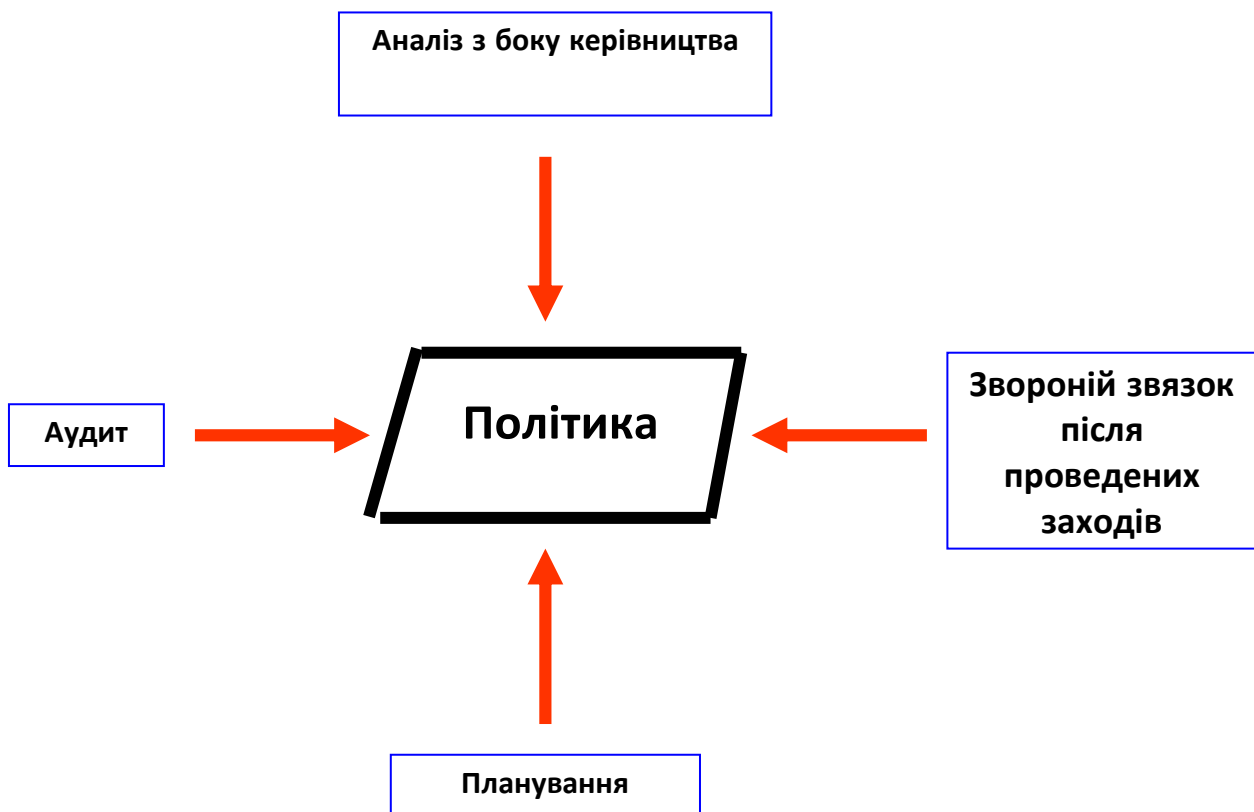 Аналіз з боку керівництва
Аудит
Політика
Звороній звязок
після
проведених
заходів
Планування